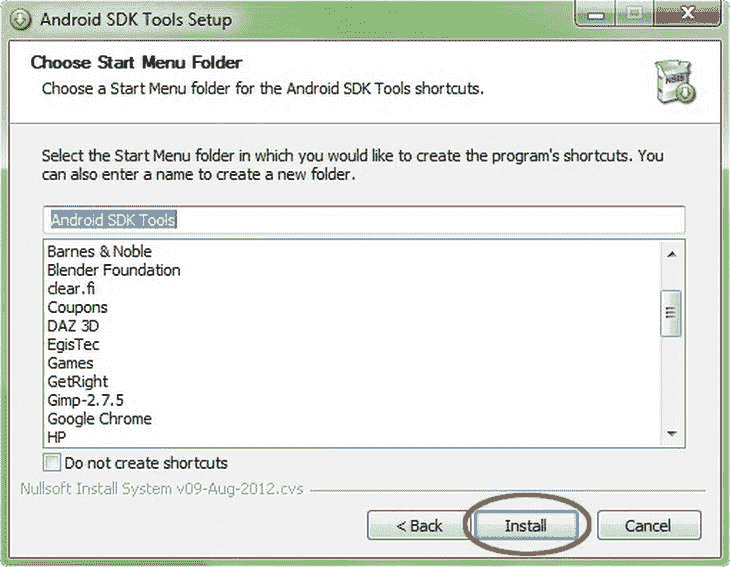 Android SDK Tools Setup
Choose Start Menu Folder
Choose a Start Menu folder for the Android SDK Tools shortcuts.
Select the Start Menu folder in which you would like to create the program's shortcuts. You
can also enter a name to create a new folder.
Android SDK Tools
Barnes & Noble
Blender Foundation
clear.fi
Coupons
DAZ 3D
EgisTec
Games
GetRight
Gimp-2.7.5
Google Chrome
HP
Do not create shortcuts
Nullsoft Install System v09-Aug-2012.cvs
< Back
Install
Cancel